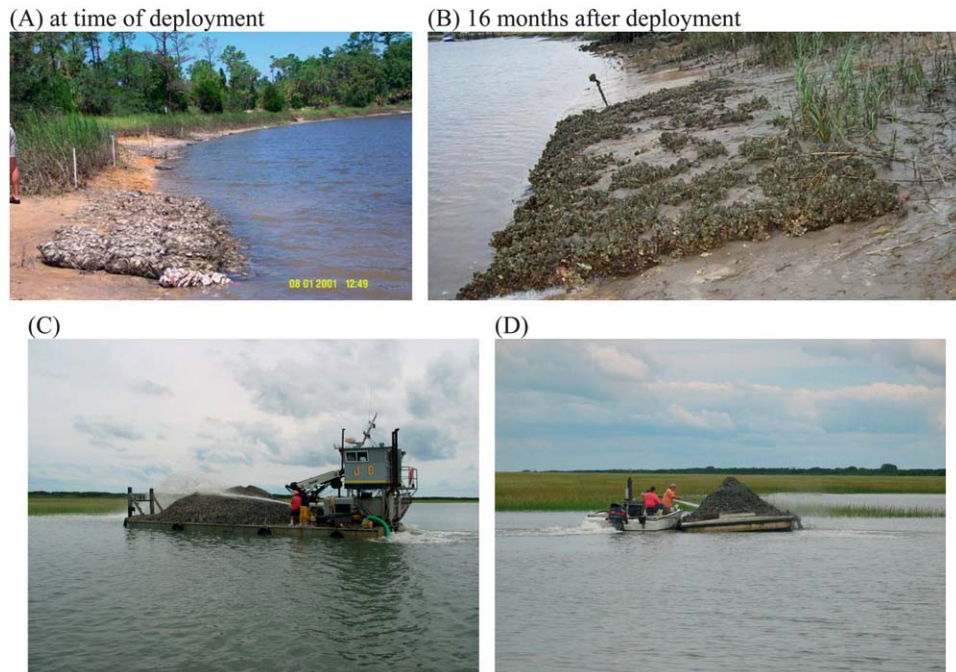 (A) at time of deployment
(B) 16 months after deployment
08 01 2001 12:49
(C)
(D)